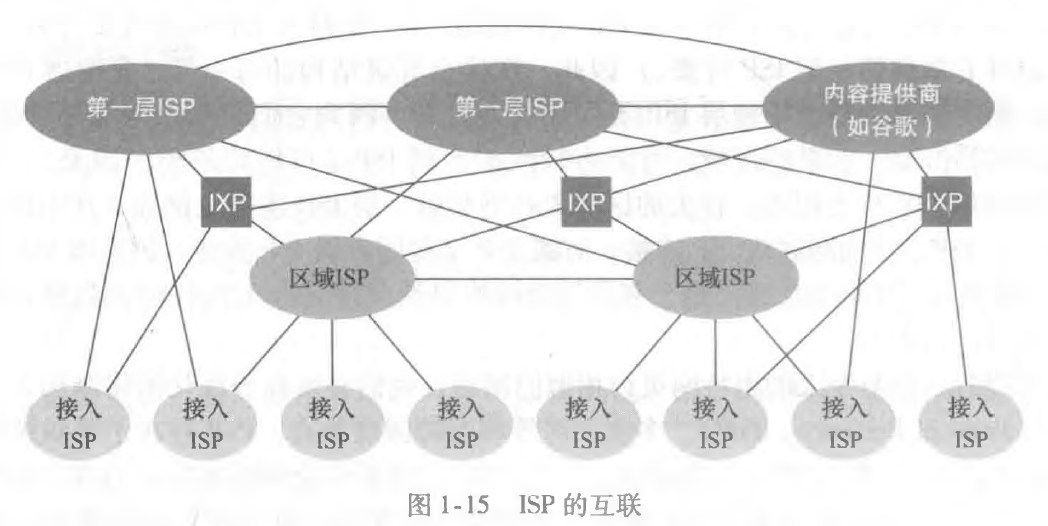 第一层ISP
第一层ISP
内容提供商
（如谷歌）
IXP
IXP
IXP
区域ISP
区域ISP
接入
ISP
接入
ISP
接入
ISP
接入
ISP
接入
ISP
接入
ISP
接入
ISP
接入
ISP
图 1-15 ISP 的互联